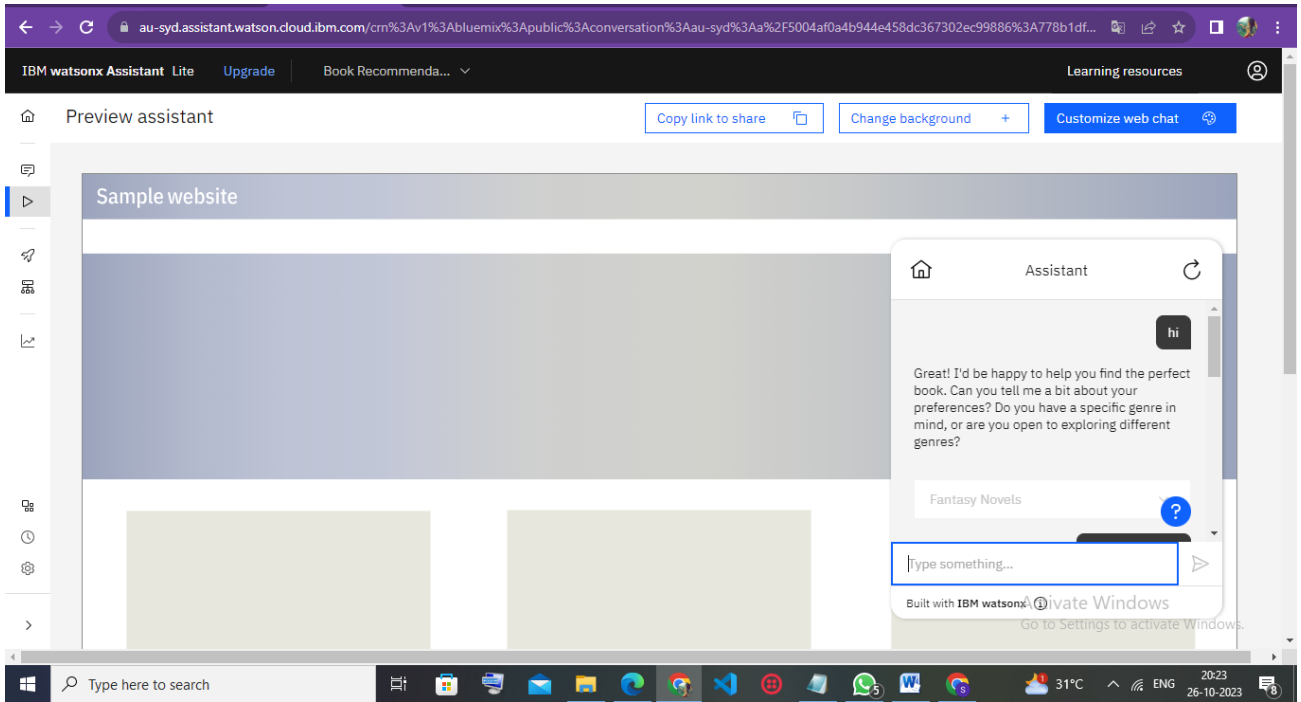 au-syd.assistant.watson.cloud.ibm.com/crn%3Av1%3Abluemix%3Apublic%3Aconversation%3Aau-syd%3Aa%2F5004af0a4b944e458dc367302ec99886%3A778b1df...
IBM watsonx Assistant Lite Upgrade Book Recommenda... Learning resources
Preview assistant Copy link to share Change background + Customize web chat
Sample website
Assistant
hi
Great! I'd be happy to help you find the perfect
book. Can you tell me a bit about your
preferences? Do you have a specific genre in
mind, or are you open to exploring different
genres?
Fantasy Novels
?
Type something...
Built with IBM watsonx
Activate Windows
Go to Settings to activate Windows.
Type here to search 5 W S 31°C ENG 20:23
26-10-2023 8